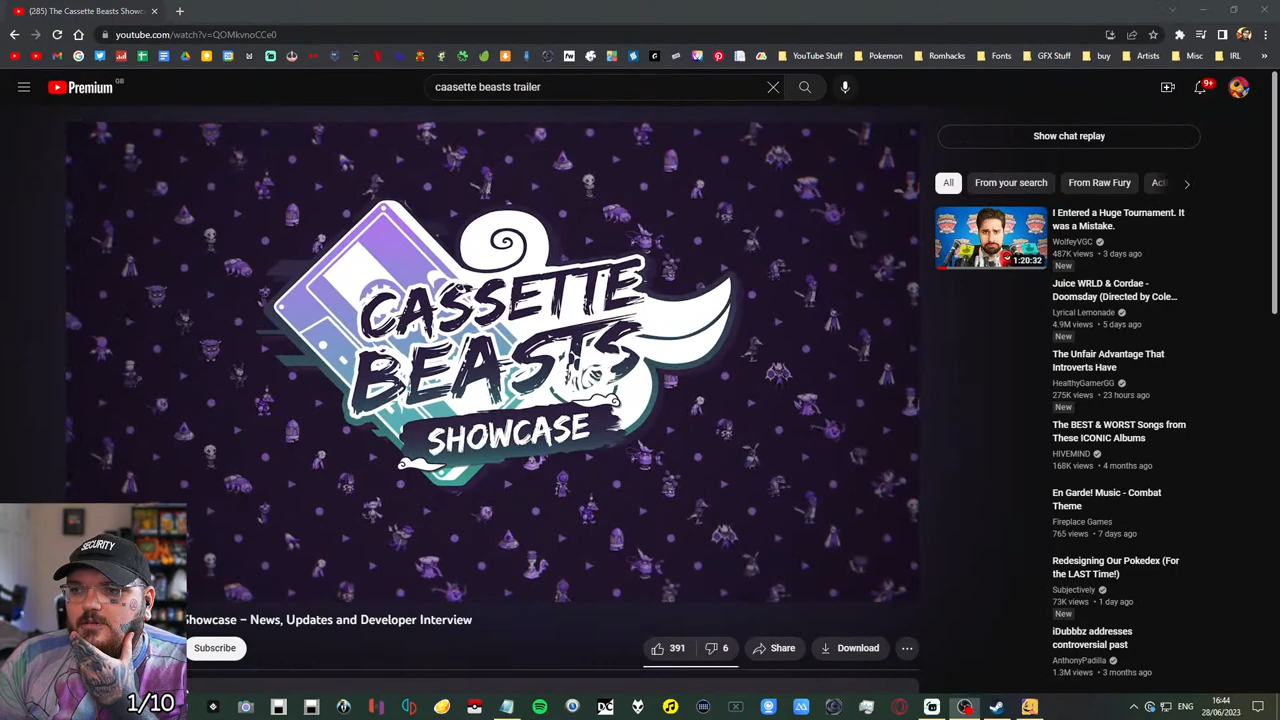 (285) The Cassette Beasts Showc
youtube.com/watch?v=QOMkvnoCCe0
YouTube Stuff
Pokemon
Romhacks
Fonts
GFX Stuff
buy
Artists
Misc
IRL
Premium
GB
caasette beasts trailer
9+
Show chat replay
All
From your search
From Raw Fury
Act
CASSETTE
BEASTS
SHOWCASE
I Entered a Huge Tournament. It
was a Mistake.
WolfeyVGC
487K views • 3 days ago
New
1:20:32
Juice WRLD & Cordae -
Doomsday (Directed by Cole...
Lyrical Lemonade
4.9M views • 5 days ago
New
The Unfair Advantage That
Introverts Have
HealthyGamerGG
275K views • 23 hours ago
New
The BEST & WORST Songs from
These ICONIC Albums
HIVEMIND
168K views • 4 months ago
En Garde! Music - Combat
Theme
Fireplace Games
765 views • 7 days ago
Redesigning Our Pokedex (For
the LAST Time!)
Subjectively
73K views • 1 day ago
New
iDubbbz addresses
controversial past
AnthonyPadilla
1.3M views • 3 months ago
SECURITY
1/10
Showcase – News, Updates and Developer Interview
Subscribe
391
6
Share
Download
ENG
16:44
28/06/2023